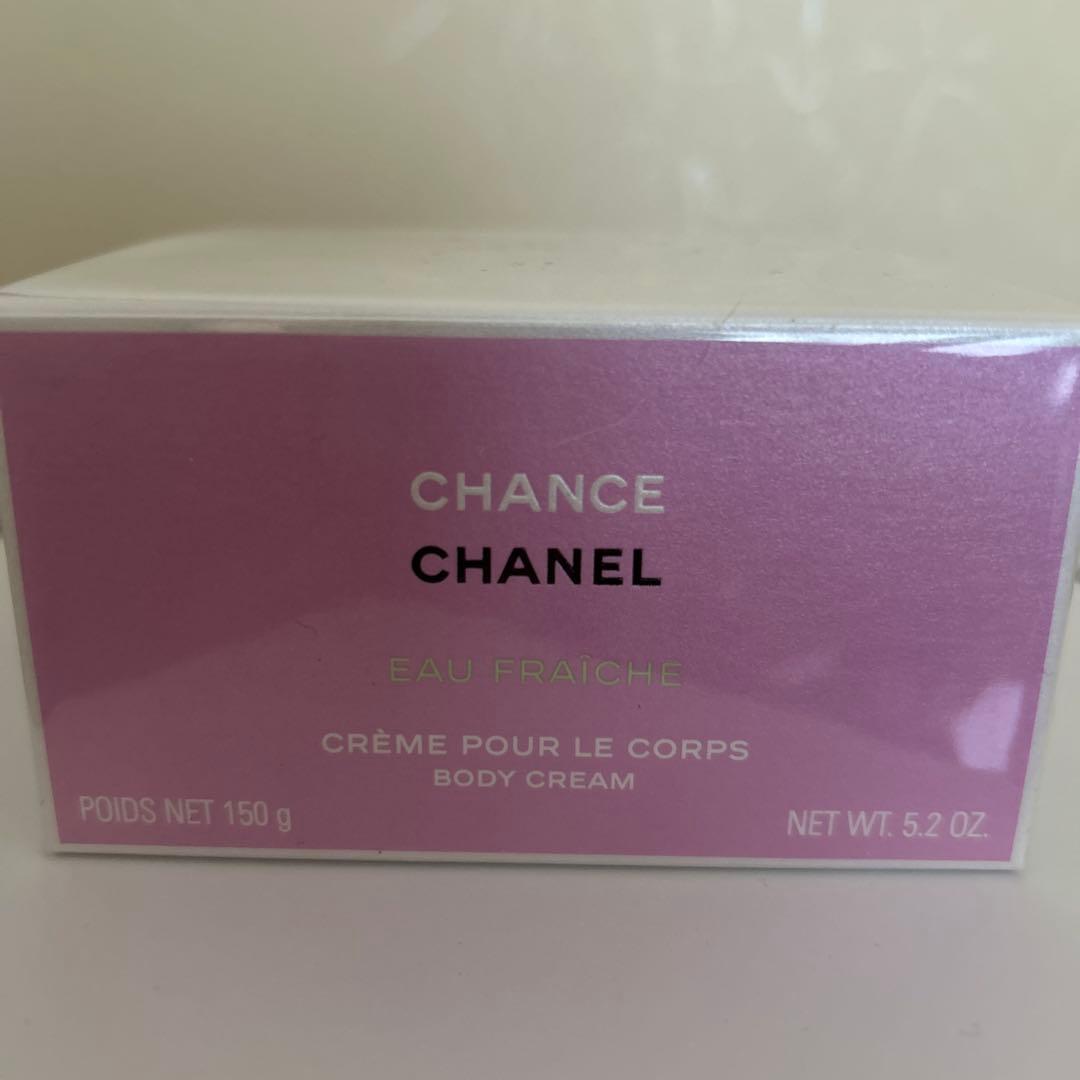 CHANCE
CHANEL
EAU FRAÎCHE
CRÈME POUR LE CORPS
BODY CREAM
POIDS NET 150 g
NET WT. 5.2 OZ.